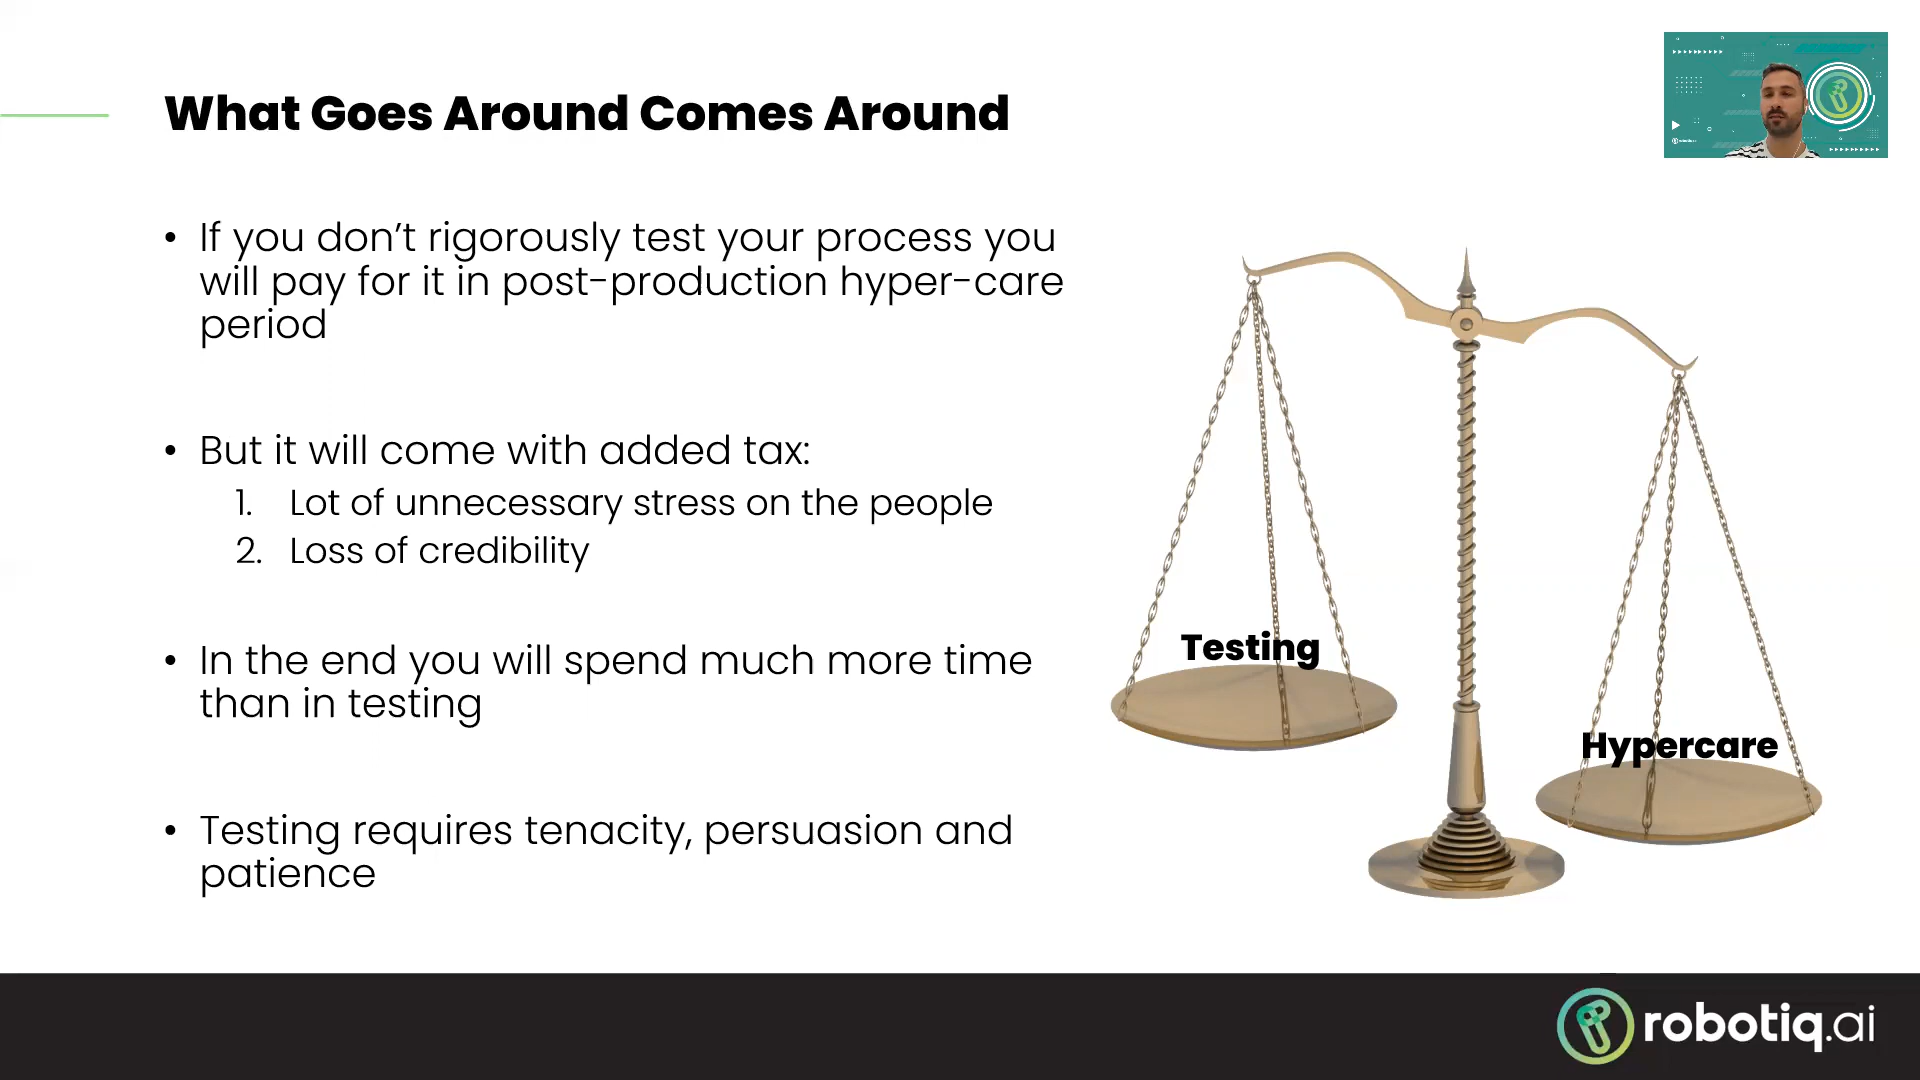 What Goes Around Comes Around
• If you don’t rigorously test your process you
will pay for it in post-production hyper-care
period
• But it will come with added tax:
1. Lot of unnecessary stress on the people
2. Loss of credibility
• In the end you will spend much more time
than in testing
• Testing requires tenacity, persuasion and
patience
Testing
Hypercare
robotiq.ai